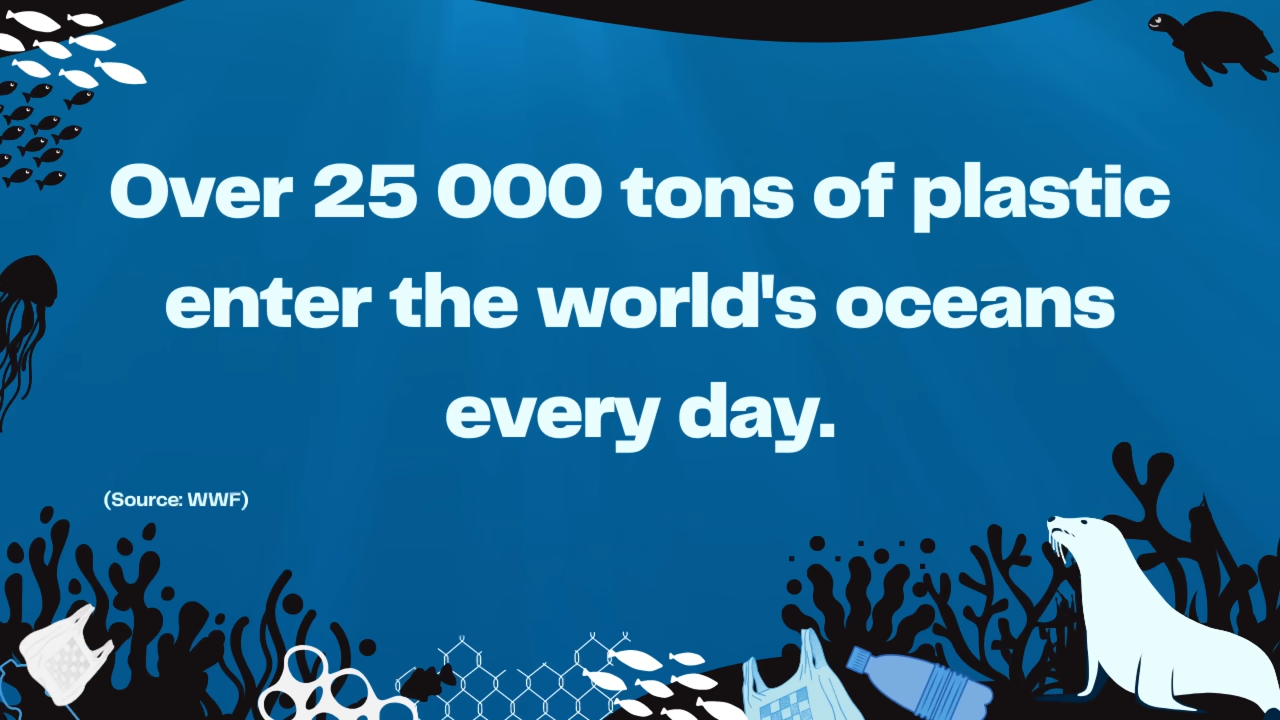 Over 25 000 tons of plastic
enter the world's oceans
every day.
(Source: WWF)